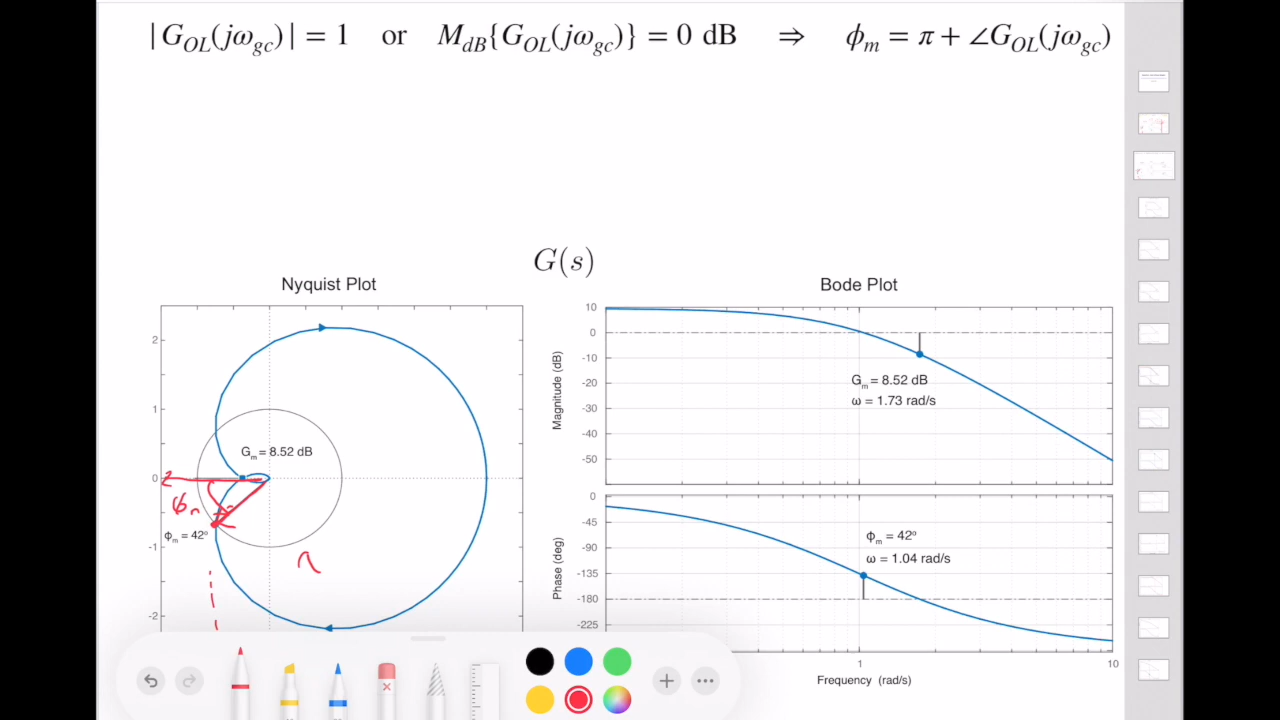 |G_OL(jω_gc)| = 1 or M_dB{G_OL(jω_gc)} = 0 dB ⇒ ϕ_m = π + ∠G_OL(jω_gc)
G(s)
Nyquist Plot
2
1
0
-1
-2
G_m = 8.52 dB
ϕ_m
ϕ_m = 42°
Bode Plot
Magnitude (dB)
10
0
-10
-20
-30
-40
-50
G_m = 8.52 dB
ω = 1.73 rad/s
Phase (deg)
0
-45
-90
-135
-180
-225
ϕ_m = 42°
ω = 1.04 rad/s
1
10
Frequency (rad/s)